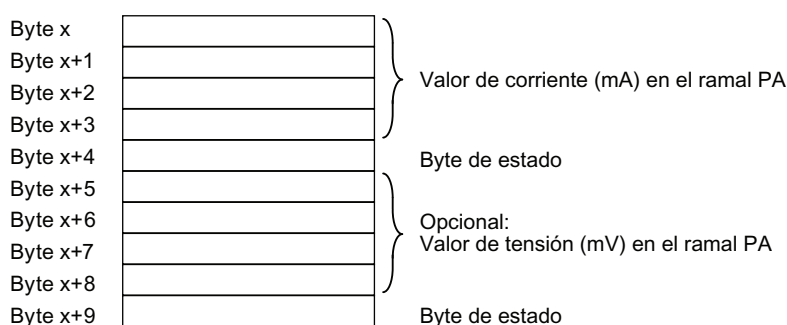 Byte x
Byte x+1
Byte x+2
Byte x+3
Valor de corriente (mA) en el ramal PA
Byte x+4
Byte de estado
Byte x+5
Byte x+6
Byte x+7
Byte x+8
Opcional:
Valor de tensión (mV) en el ramal PA
Byte x+9
Byte de estado